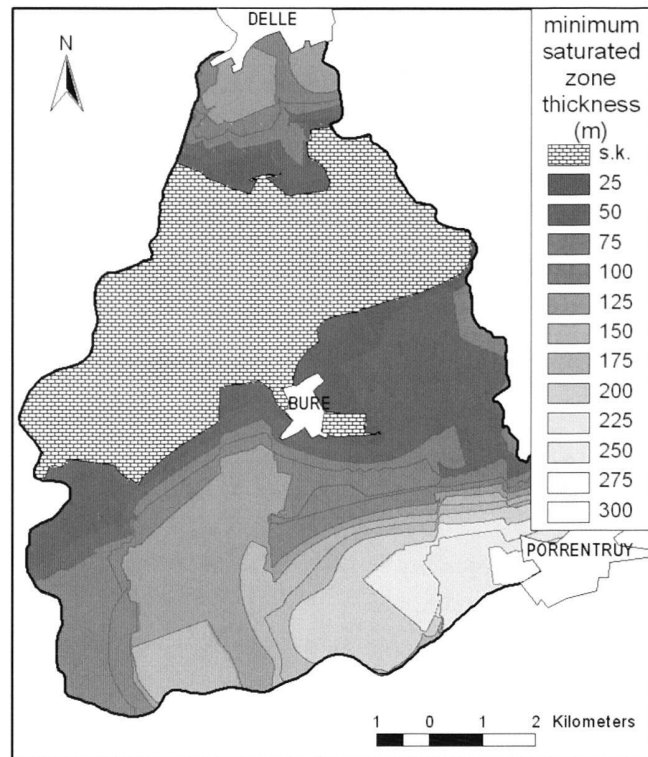 DELLE
N
minimum
saturated
zone
thickness
(m)
s.k.
25
50
75
100
125
150
175
200
225
250
275
300
BURE
PORRENTRUY
1 0 1 2 Kilometers